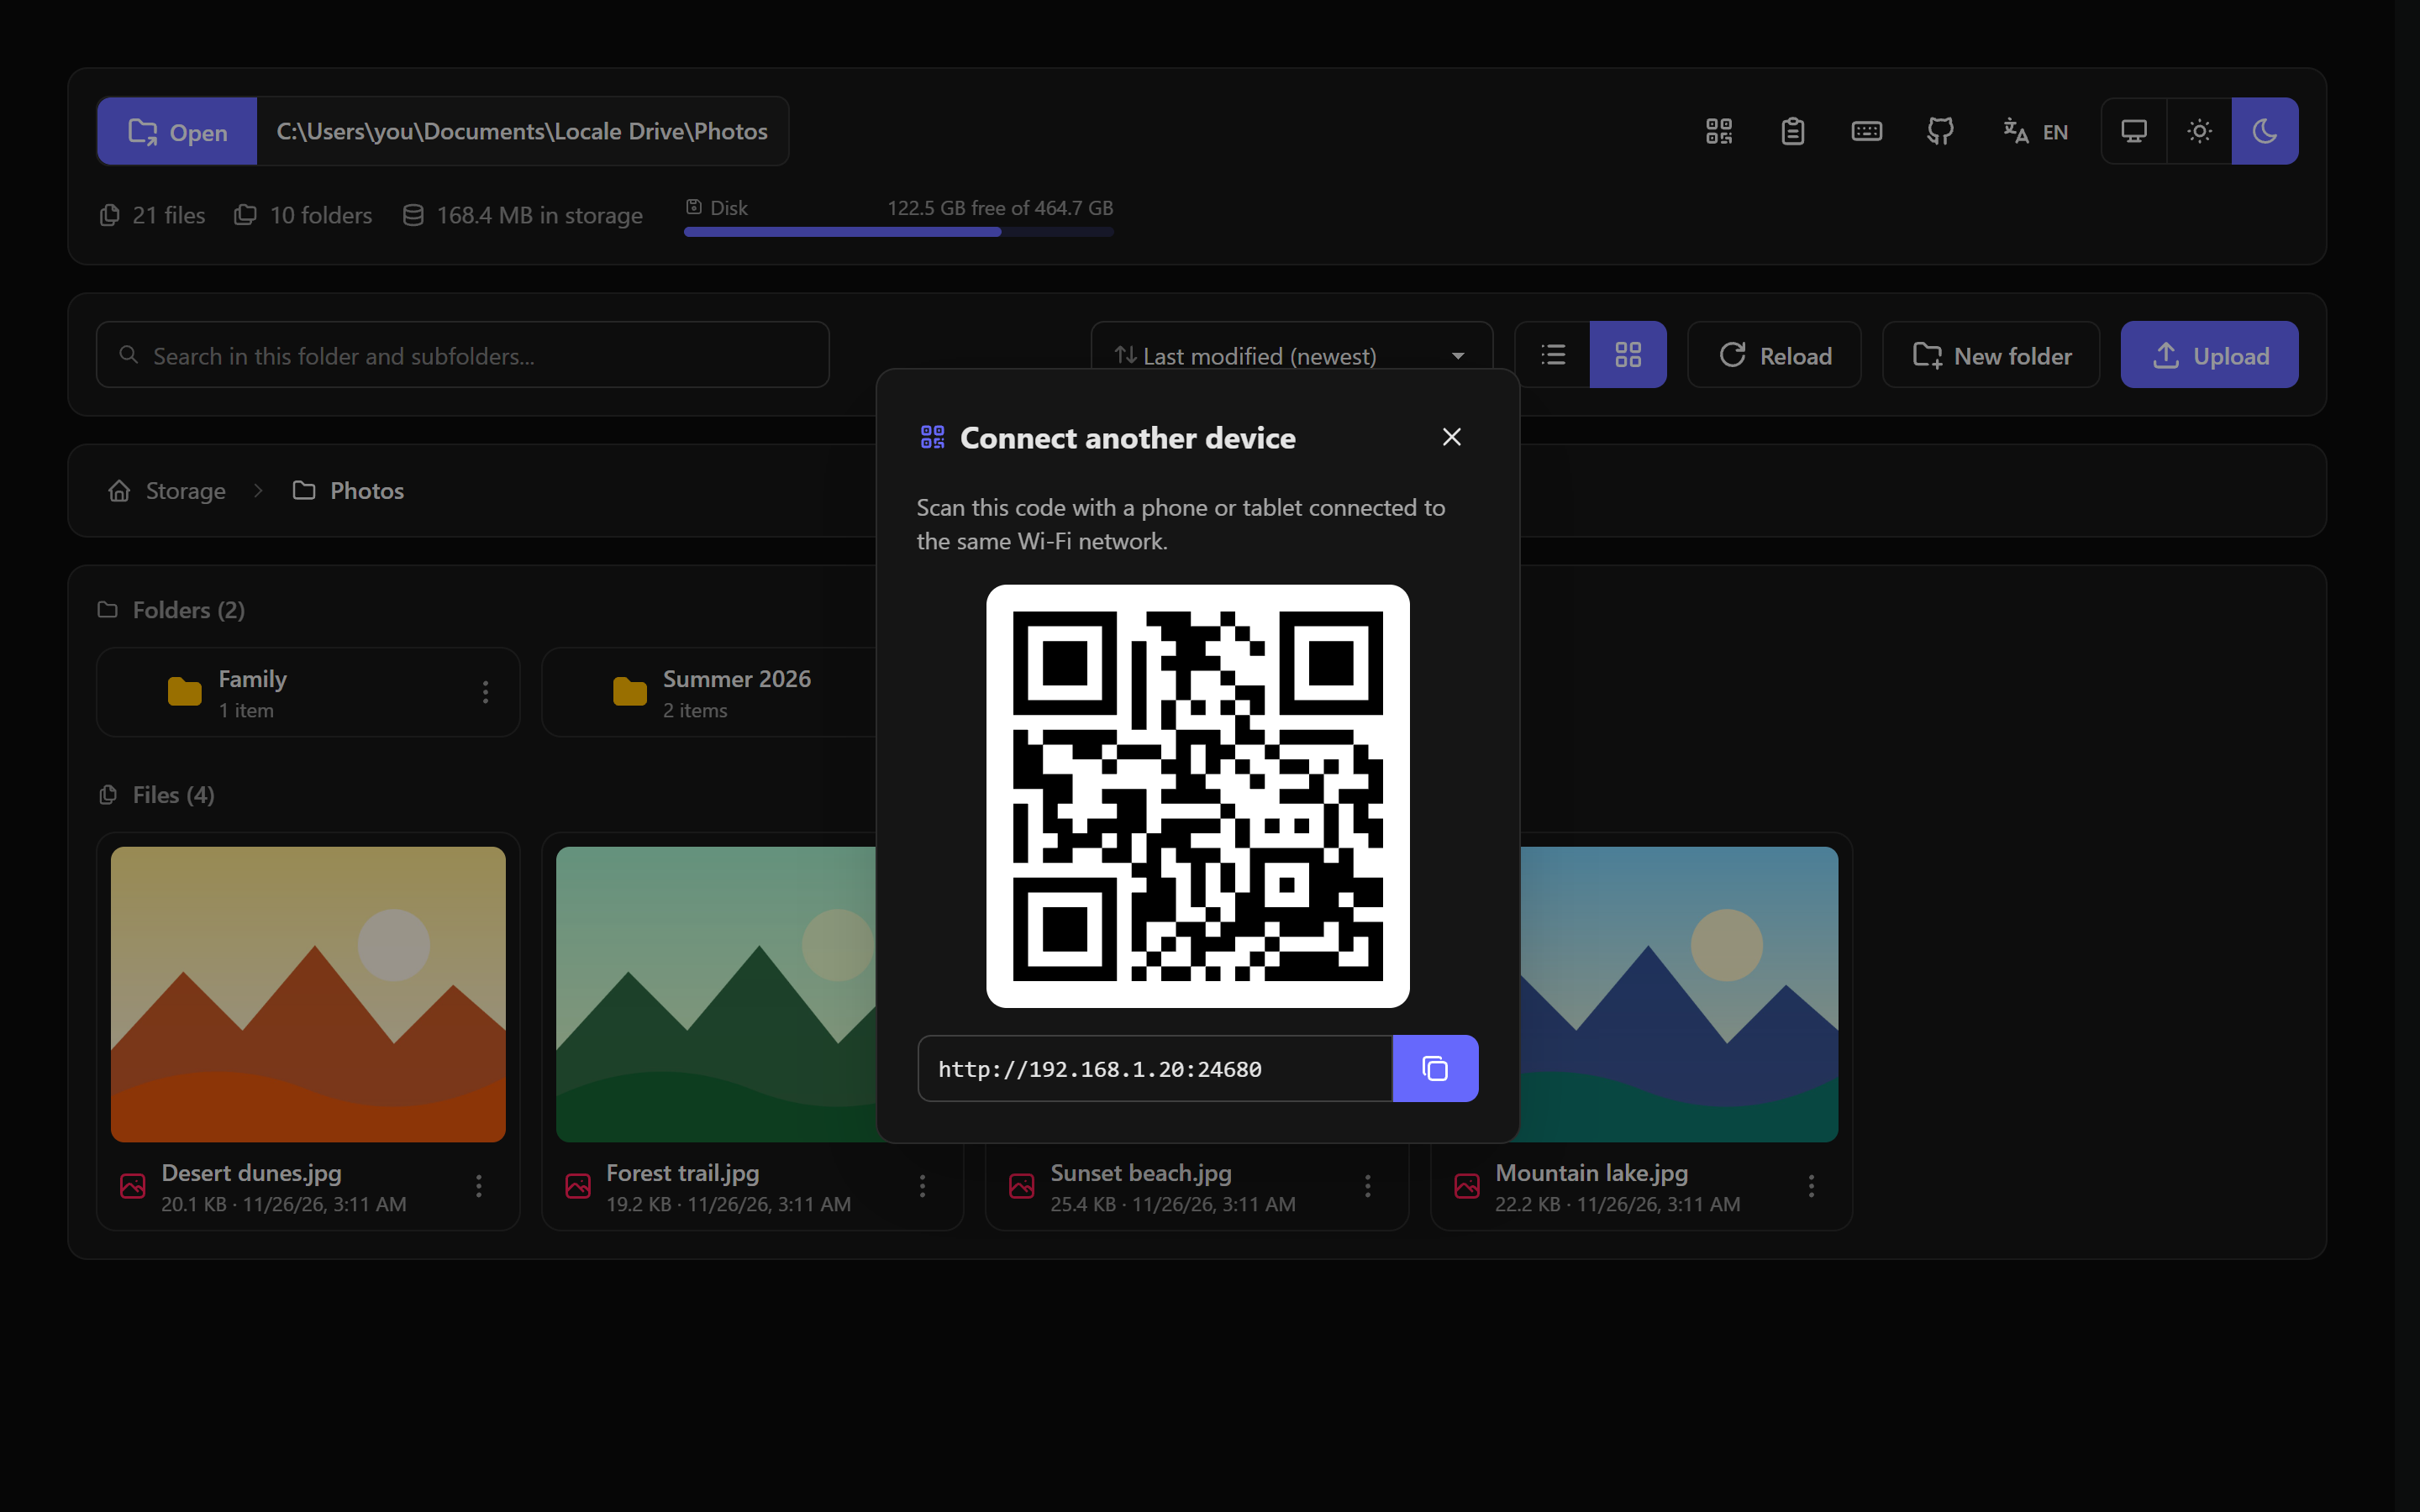 Open
C:\Users\you\Documents\Locale Drive\Photos
EN
21 files
10 folders
168.4 MB in storage
Disk
122.5 GB free of 464.7 GB
Search in this folder and subfolders...
Last modified (newest)
Reload
New folder
Upload
Storage
Photos
Connect another device
Scan this code with a phone or tablet connected to
the same Wi-Fi network.
http://192.168.1.20:24680
Folders (2)
Family
1 item
Summer 2026
2 items
Files (4)
Desert dunes.jpg
20.1 KB · 11/26/26, 3:11 AM
Forest trail.jpg
19.2 KB · 11/26/26, 3:11 AM
Sunset beach.jpg
25.4 KB · 11/26/26, 3:11 AM
Mountain lake.jpg
22.2 KB · 11/26/26, 3:11 AM